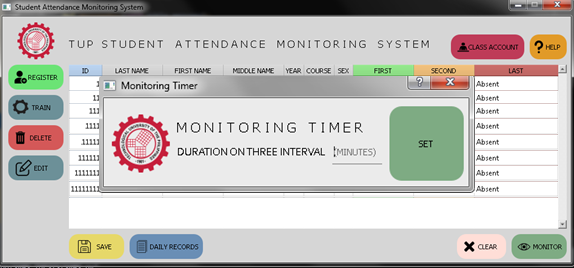 Student Attendance Monitoring System
TUP STUDENT ATTENDANCE MONITORING SYSTEM
CLASS ACCOUNT
HELP
REGISTER
TRAIN
DELETE
EDIT
ID LAST NAME FIRST NAME MIDDLE NAME YEAR COURSE SEX FIRST SECOND LAST
1 Absent
11 Absent
111 Absent
1111 Absent
11111 Absent
111111 Absent
1111111 Absent
11111111 Absent
Monitoring Timer
?
X
MONITORING TIMER
DURATION ON THREE INTERVAL (MINUTES)
SET
SAVE
DAILY RECORDS
CLEAR
MONITOR